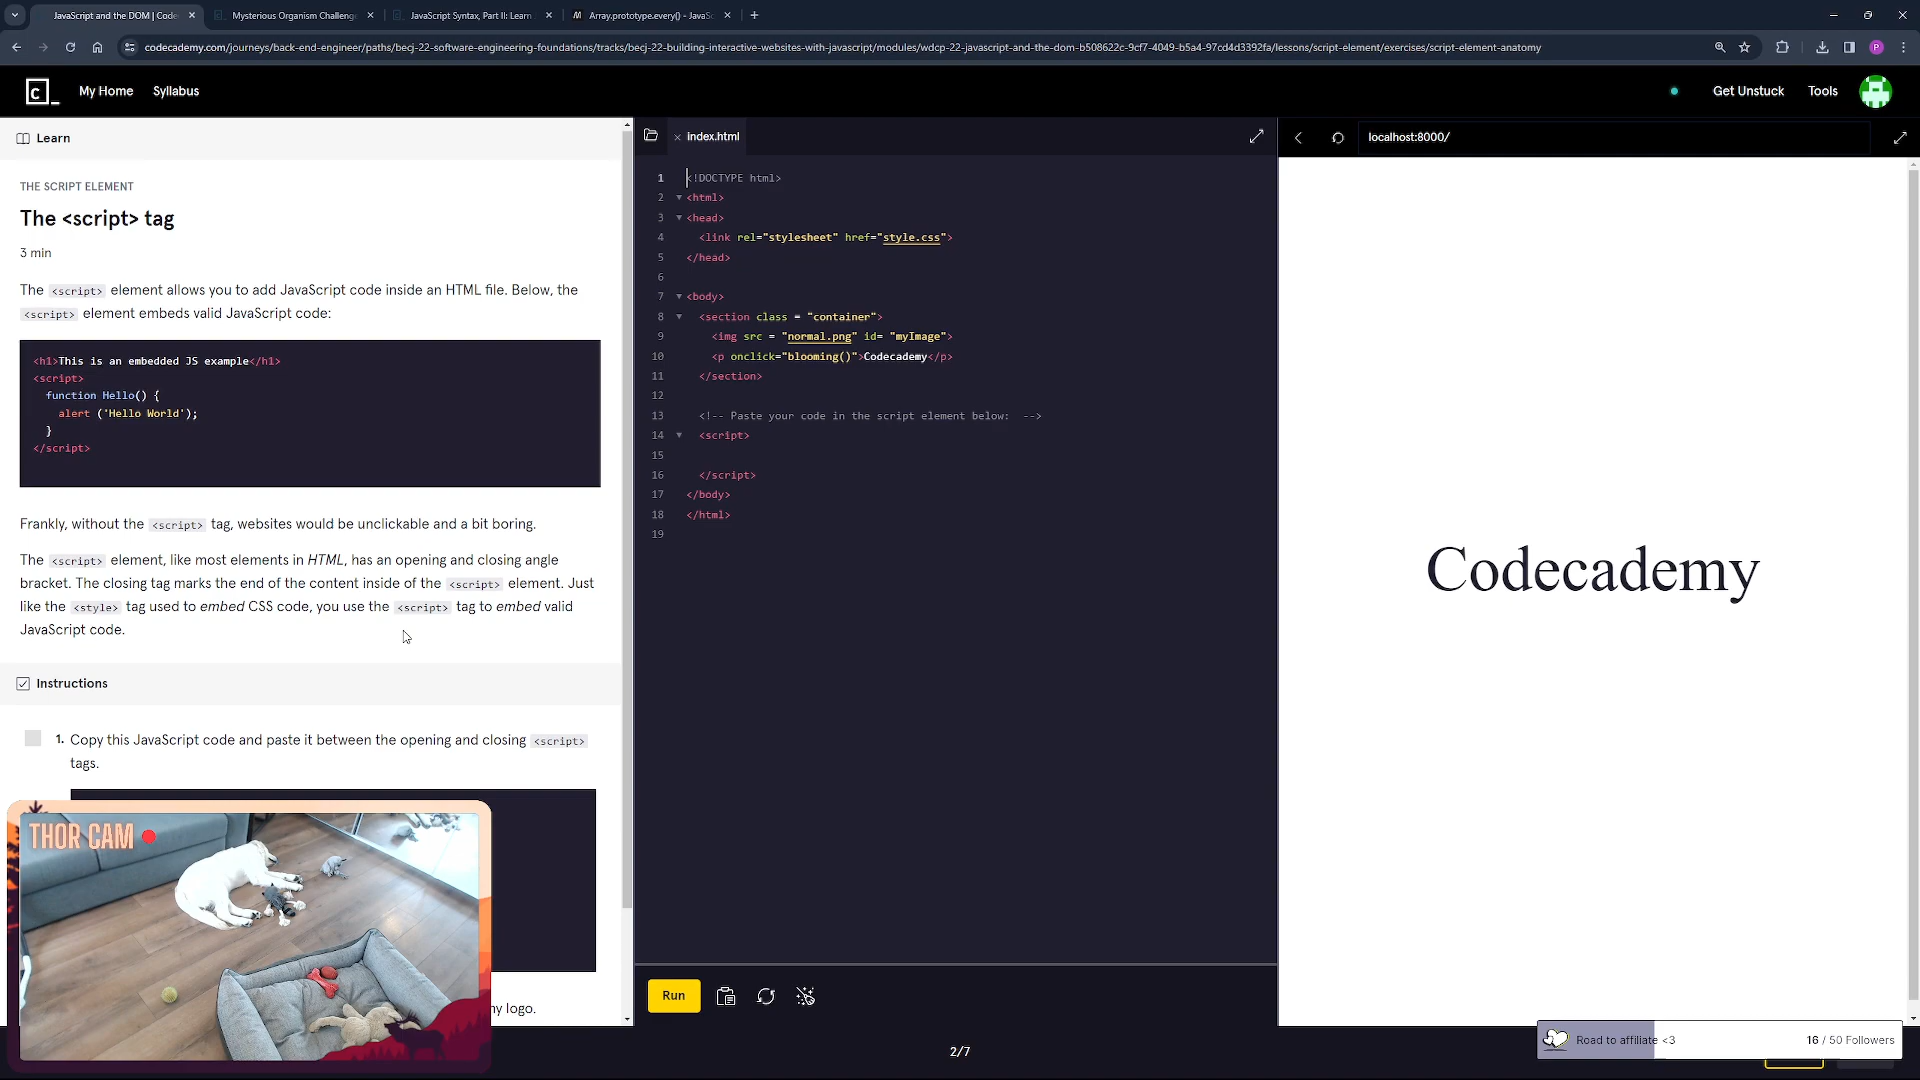 JavaScript and the DOM | Code
Mysterious Organism Challenge
JavaScript Syntax, Part II: Learn
Array.prototype.every() - JavaSc
codecademy.com/journeys/back-end-engineer/paths/becj-22-software-engineering-foundations/tracks/becj-22-building-interactive-websites-with-javascript/modules/wdcp-22-javascript-and-the-dom-b508622c-9cf7-4049-b5a4-97cd4d3392fa/lessons/script-element/exercises/script-element-anatomy
P
c_
My Home
Syllabus
Get Unstuck
Tools
Learn
THE SCRIPT ELEMENT
The <script> tag
3 min
The <script> element allows you to add JavaScript code inside an HTML file. Below, the
<script> element embeds valid JavaScript code:
<h1>This is an embedded JS example</h1>
<script>
function Hello() {
alert ('Hello World');
}
</script>
Frankly, without the <script> tag, websites would be unclickable and a bit boring.
The <script> element, like most elements in HTML, has an opening and closing angle
bracket. The closing tag marks the end of the content inside of the <script> element. Just
like the <style> tag used to embed CSS code, you use the <script> tag to embed valid
JavaScript code.
Instructions
1. Copy this JavaScript code and paste it between the opening and closing <script>
tags.
ny logo.
THOR CAM
index.html
1 <!DOCTYPE html>
2 <html>
3 <head>
4 <link rel="stylesheet" href="style.css">
5 </head>
6
7 <body>
8 <section class = "container">
9 <img src = "normal.png" id= "myImage">
10 <p onclick="blooming()">Codecademy</p>
11 </section>
12
13 <!-- Paste your code in the script element below: -->
14 <script>
15
16 </script>
17 </body>
18 </html>
19
Run
2/7
localhost:8000/
Codecademy
Road to affiliate <3
16 / 50 Followers